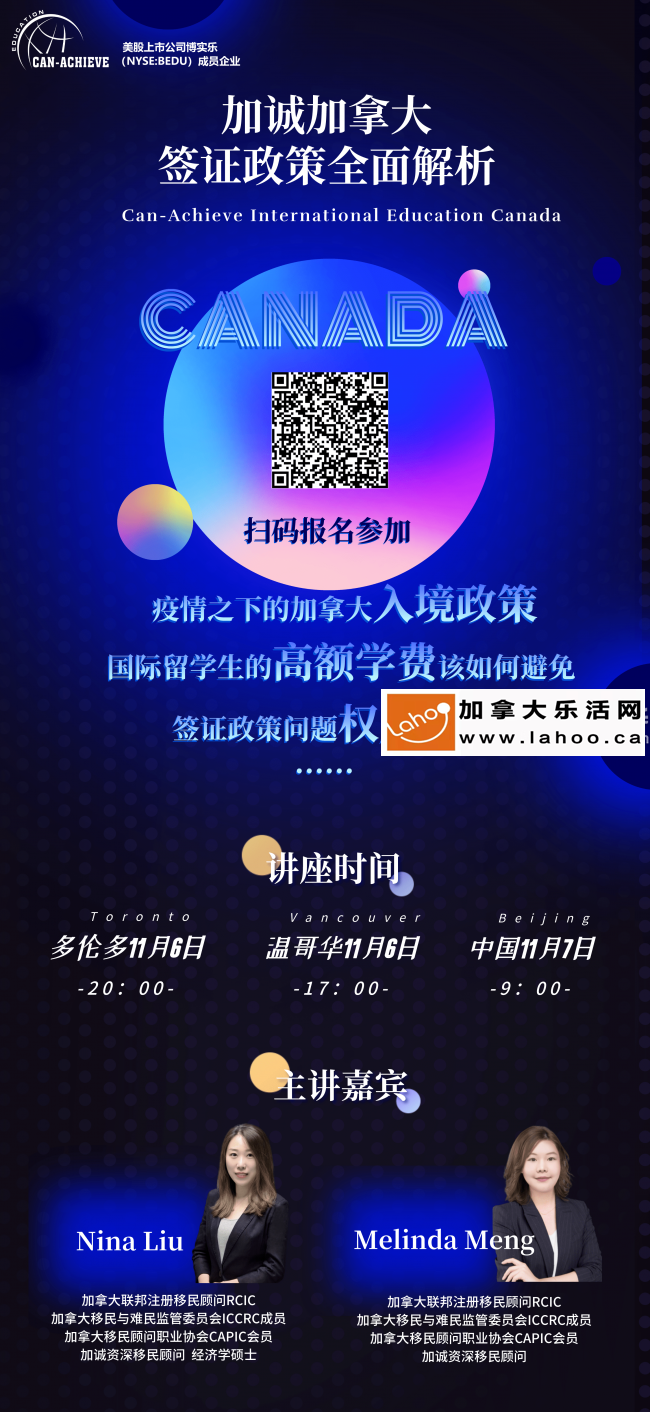 EDUCATION
CAN-ACHIEVE
美股上市公司博实乐
（NYSE:BEDU）成员企业
加诚加拿大
签证政策全面解析
Can-Achieve International Education Canada
CANADA
扫码报名参加
疫情之下的加拿大入境政策
国际留学生的高额学费该如何避免
签证政策问题权
Lahoo
加拿大乐活网
www.lahoo.ca
······
讲座时间
Toronto
多伦多11月6日
-20：00-
Vancouver
温哥华11月6日
-17：00-
Beijing
中国11月7日
-9：00-
主讲嘉宾
Nina Liu
加拿大联邦注册移民顾问RCIC
加拿大移民与难民监管委员会ICCRC成员
加拿大移民顾问职业协会CAPIC会员
加诚资深移民顾问 经济学硕士
Melinda Meng
加拿大联邦注册移民顾问RCIC
加拿大移民与难民监管委员会ICCRC成员
加拿大移民顾问职业协会CAPIC会员
加诚资深移民顾问